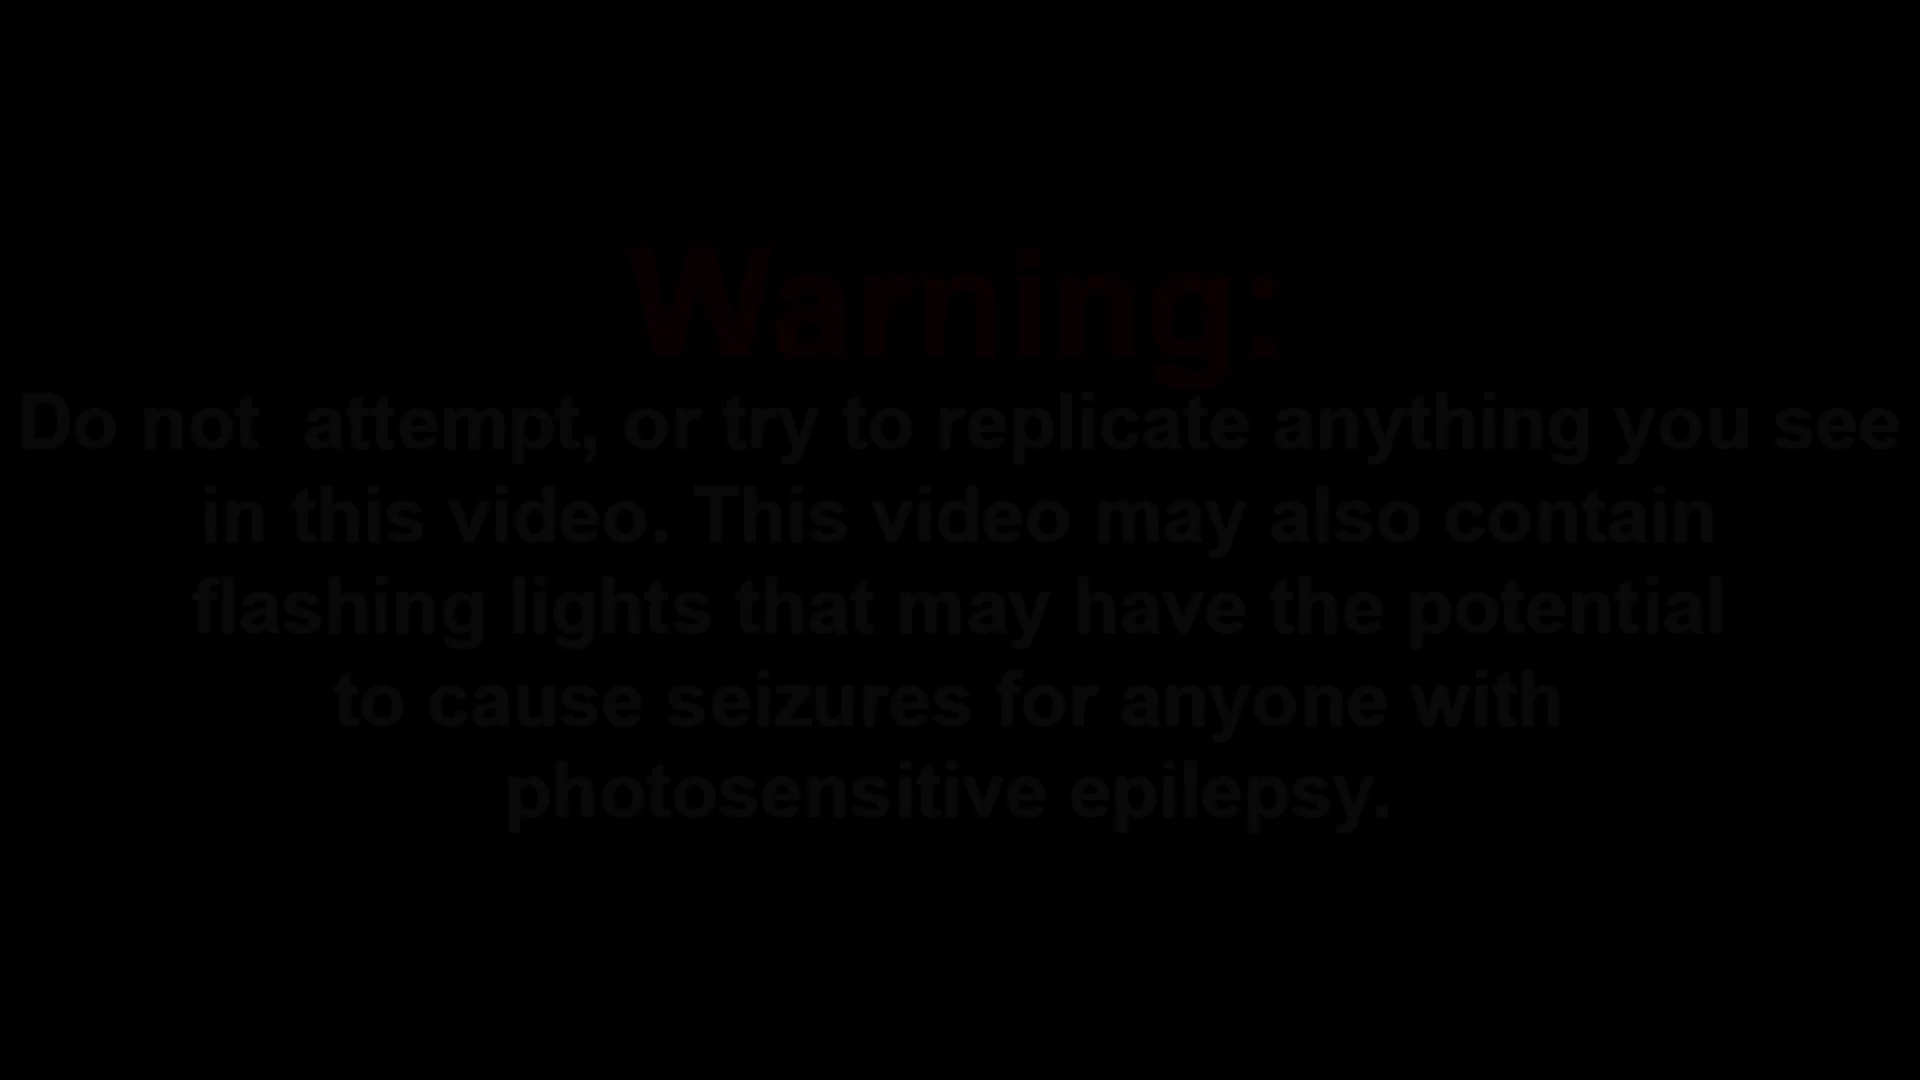 Warning:
Do not  attempt, or try to replicate anything you see
in this video. This video may also contain
flashing lights that may have the potential
to cause seizures for anyone with
photosensitive epilepsy.